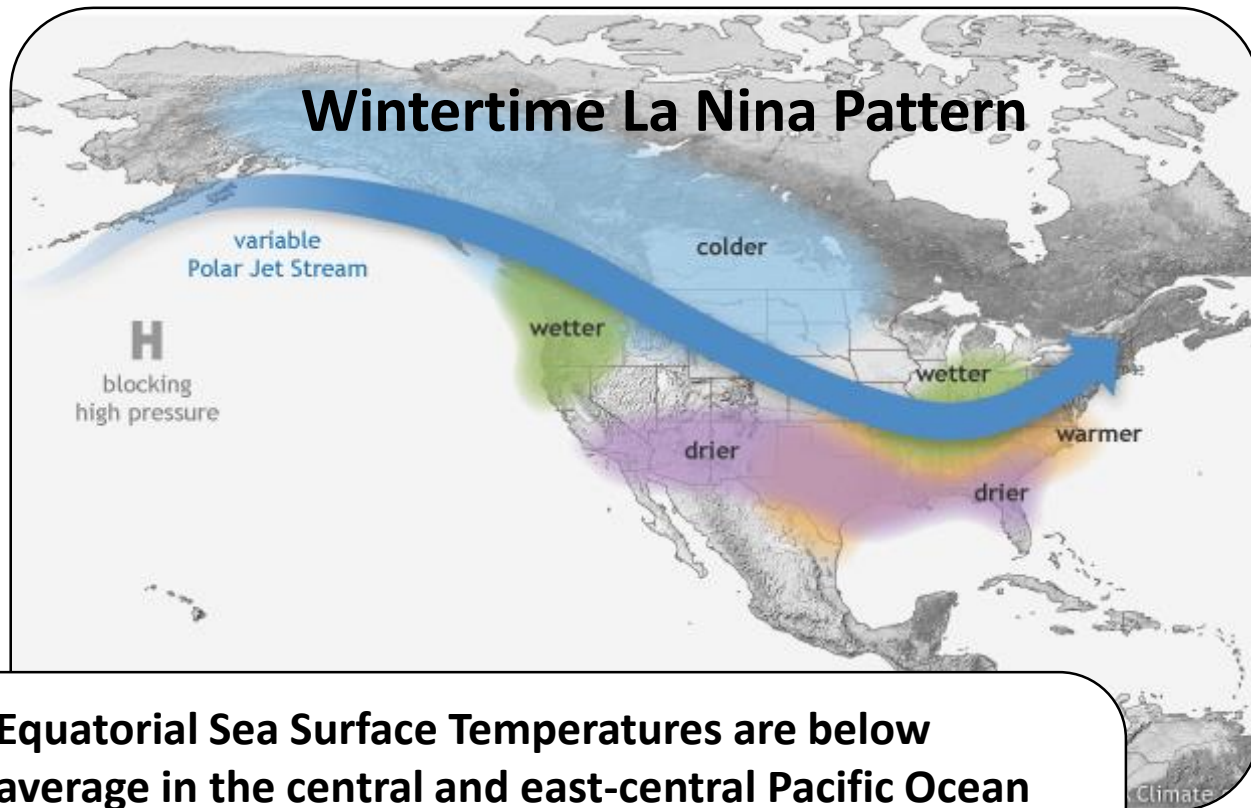 Wintertime La Nina Pattern
variable
Polar Jet Stream
colder
H
blocking
high pressure
wetter
wetter
warmer
drier
drier
Equatorial Sea Surface Temperatures are below
average in the central and east-central Pacific Ocean
Climate